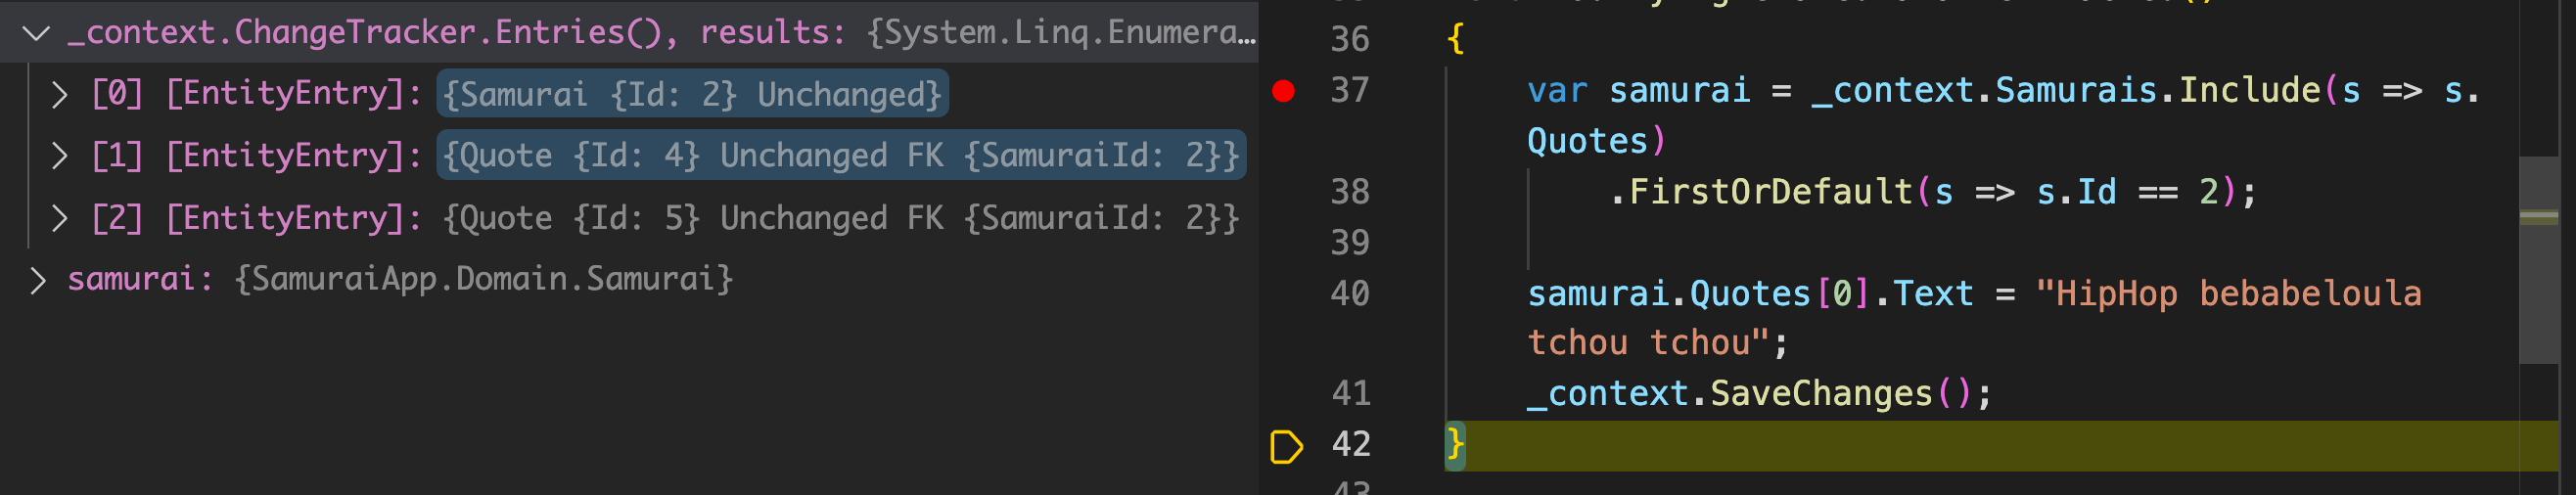 _context.ChangeTracker.Entries(), results: {System.Linq.Enumera…
[0] [EntityEntry]: {Samurai {Id: 2} Unchanged}
[1] [EntityEntry]: {Quote {Id: 4} Unchanged FK {SamuraiId: 2}}
[2] [EntityEntry]: {Quote {Id: 5} Unchanged FK {SamuraiId: 2}}
samurai: {SamuraiApp.Domain.Samurai}
36 {
37 var samurai = _context.Samurais.Include(s => s.
Quotes)
38 .FirstOrDefault(s => s.Id == 2);
39
40 samurai.Quotes[0].Text = "HipHop bebabeloula
tchou tchou";
41 _context.SaveChanges();
42 }
43